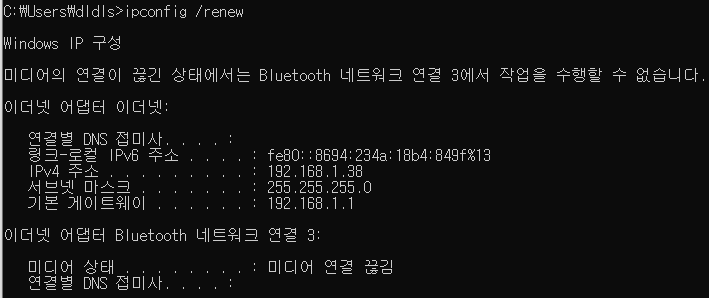 C:\Users\dldls>ipconfig /renew
Windows IP 구성
미디어의 연결이 끊긴 상태에서는 Bluetooth 네트워크 연결 3에서 작업을 수행할 수 없습니다.
이더넷 어댑터 이더넷:
연결별 DNS 접미사. . . . :
링크-로컬 IPv6 주소 . . . . : fe80::8694:234a:18b4:849f%13
IPv4 주소 . . . . . . . . . : 192.168.1.38
서브넷 마스크 . . . . . . . : 255.255.255.0
기본 게이트웨이 . . . . . . : 192.168.1.1
이더넷 어댑터 Bluetooth 네트워크 연결 3:
미디어 상태 . . . . . . . . : 미디어 연결 끊김
연결별 DNS 접미사. . . . :